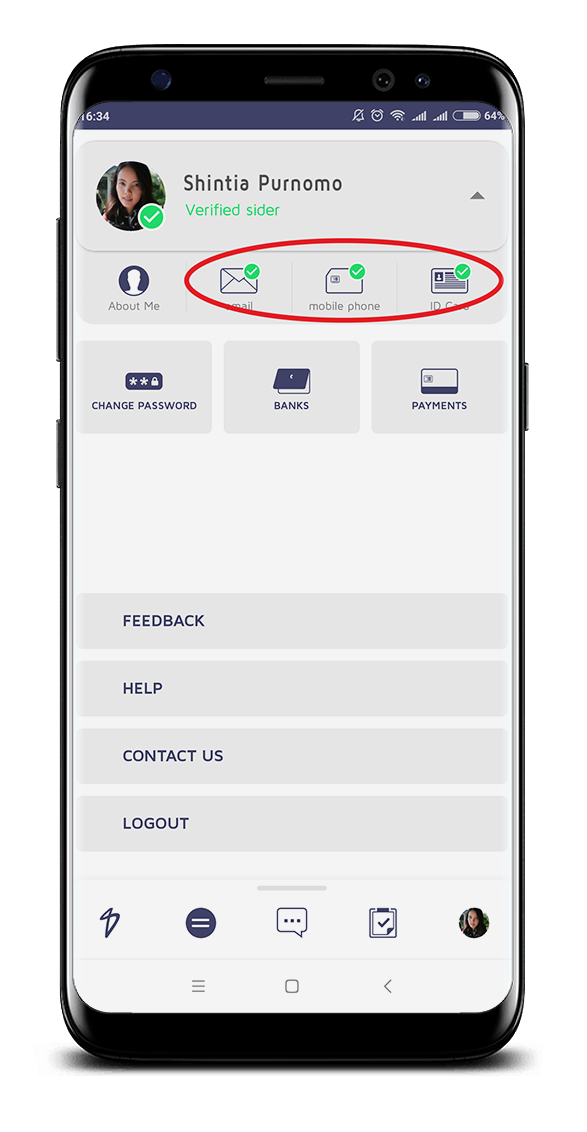 16:34 64%
Shintia Purnomo
Verified sider
About Me email mobile phone ID Card
CHANGE PASSWORD BANKS PAYMENTS
FEEDBACK
HELP
CONTACT US
LOGOUT